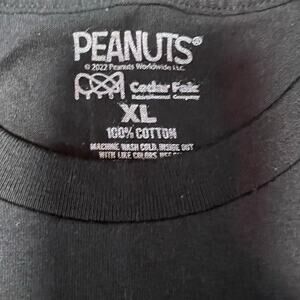 PEANUTS®
© 2022 Peanuts Worldwide LLC.
Cedar Fair
Entertainment Company
XL
100% COTTON
MACHINE WASH COLD, INSIDE OUT
WITH LIKE COLORS.